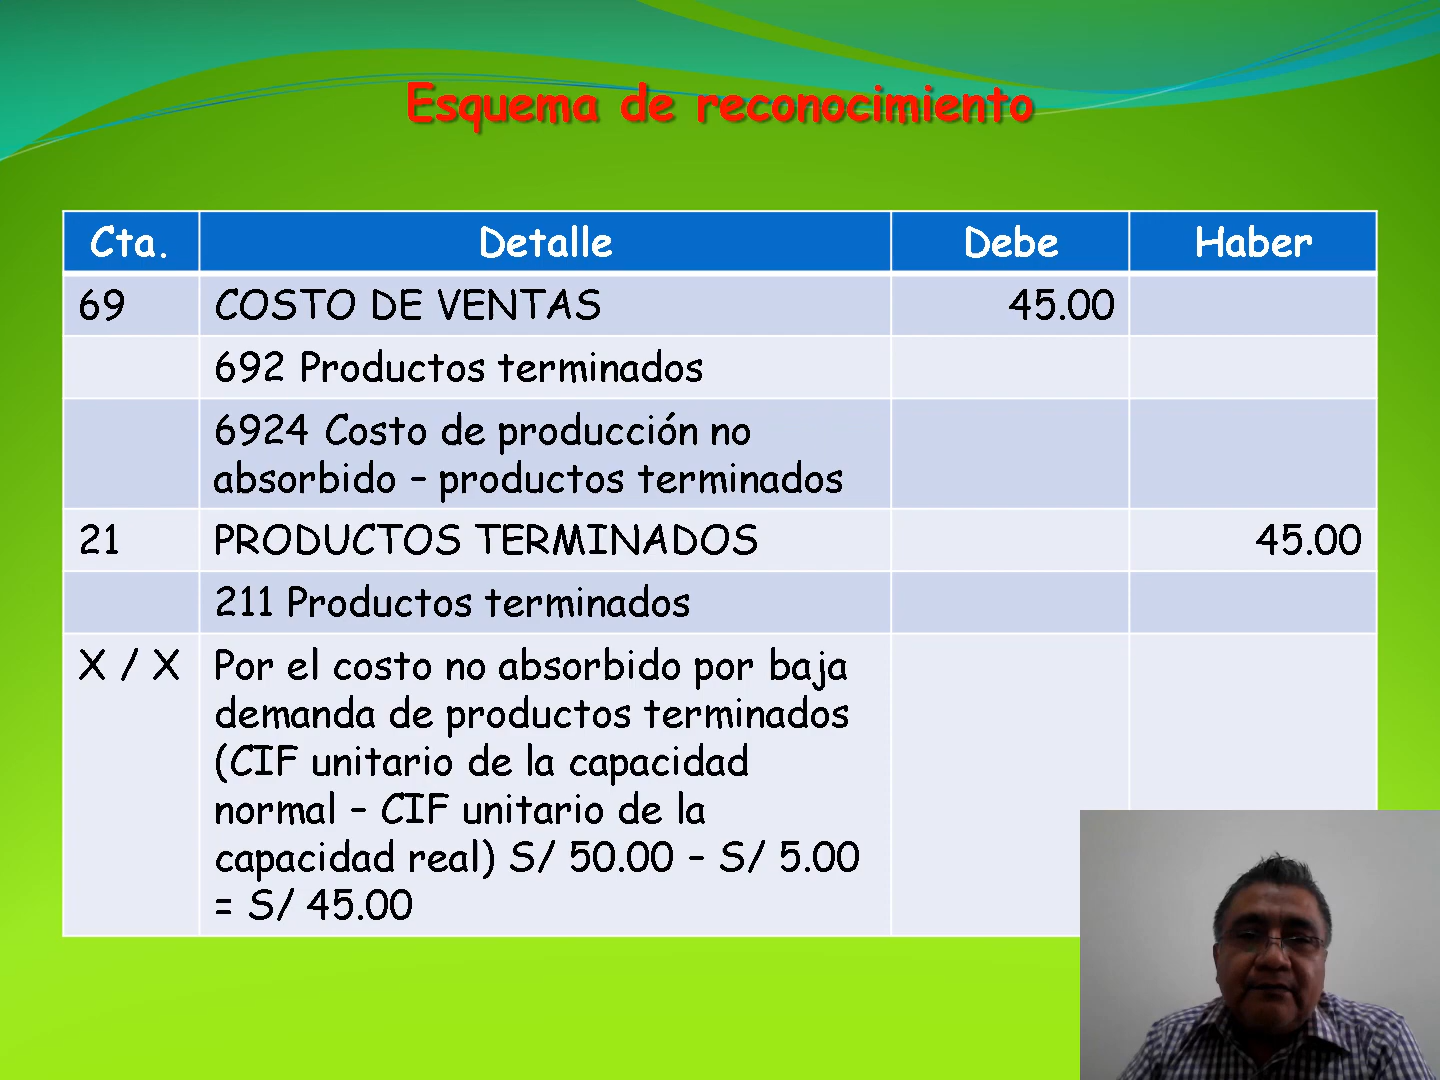 Esquema de reconocimiento
Cta. Detalle Debe Haber
69 COSTO DE VENTAS 45.00
692 Productos terminados
6924 Costo de producción no
absorbido – productos terminados
21 PRODUCTOS TERMINADOS 45.00
211 Productos terminados
X / X Por el costo no absorbido por baja
demanda de productos terminados
(CIF unitario de la capacidad
normal – CIF unitario de la
capacidad real) S/ 50.00 – S/ 5.00
= S/ 45.00